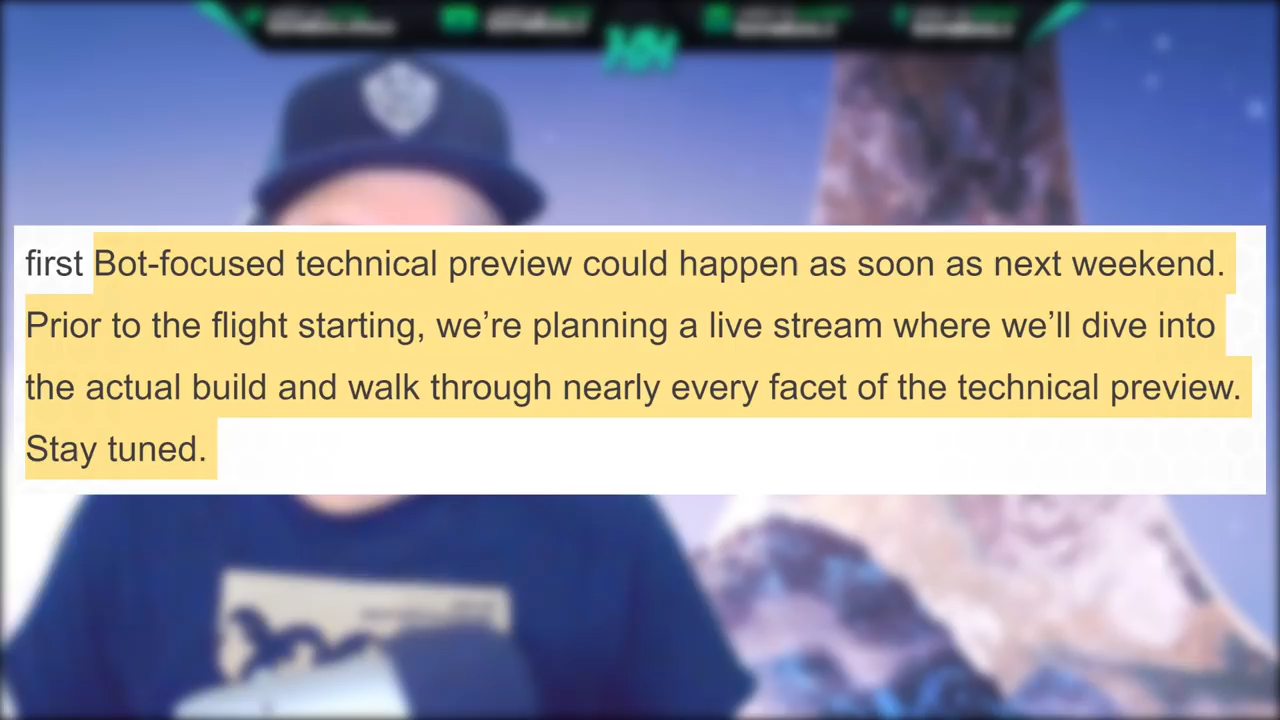 first Bot-focused technical preview could happen as soon as next weekend.
Prior to the flight starting, we’re planning a live stream where we’ll dive into
the actual build and walk through nearly every facet of the technical preview.
Stay tuned.